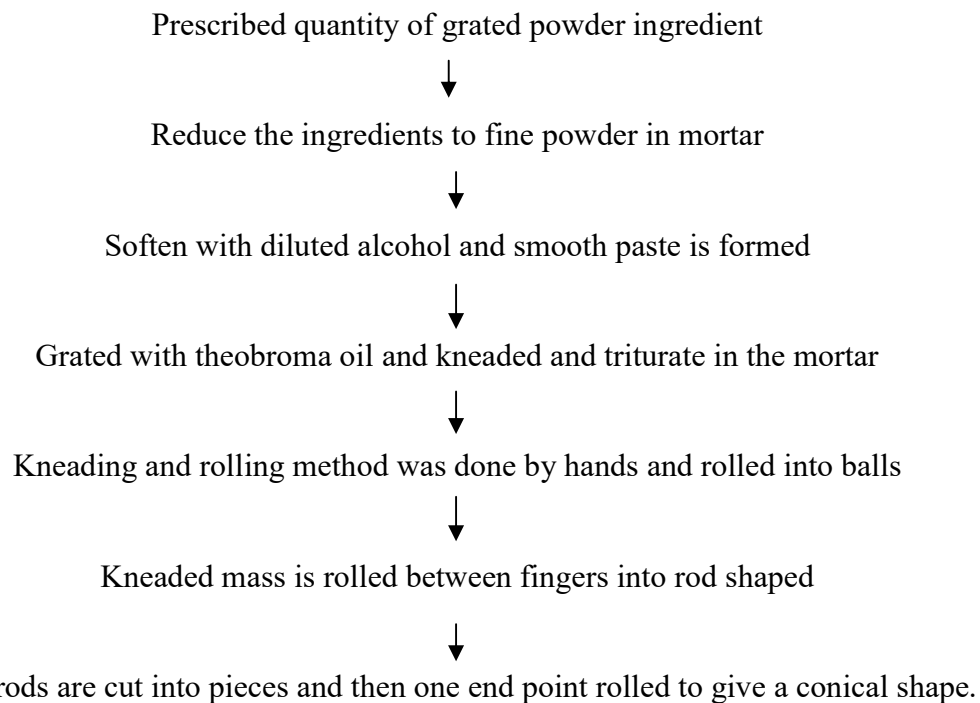 Prescribed quantity of grated powder ingredient
Reduce the ingredients to fine powder in mortar
Soften with diluted alcohol and smooth paste is formed
Grated with theobroma oil and kneaded and triturate in the mortar
Kneading and rolling method was done by hands and rolled into balls
Kneaded mass is rolled between fingers into rod shaped
rods are cut into pieces and then one end point rolled to give a conical shape.